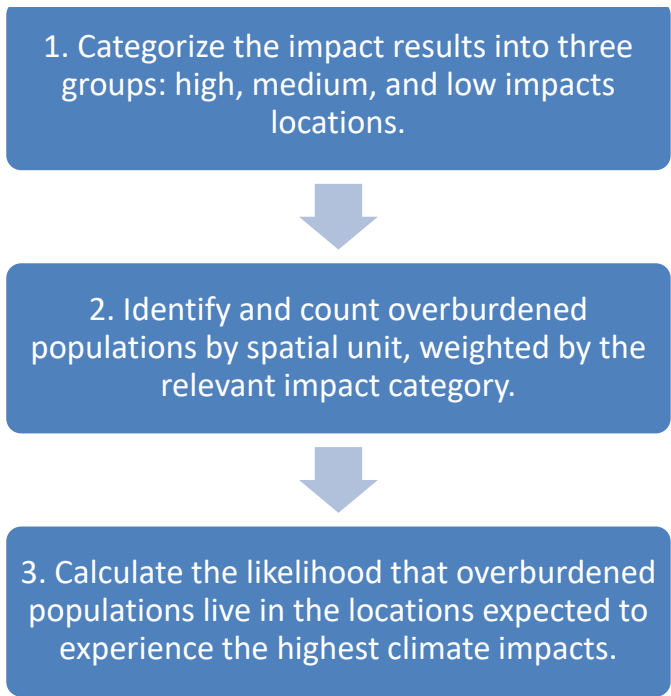 1. Categorize the impact results into three
groups: high, medium, and low impacts
locations.
2. Identify and count overburdened
populations by spatial unit, weighted by the
relevant impact category.
3. Calculate the likelihood that overburdened
populations live in the locations expected to
experience the highest climate impacts.